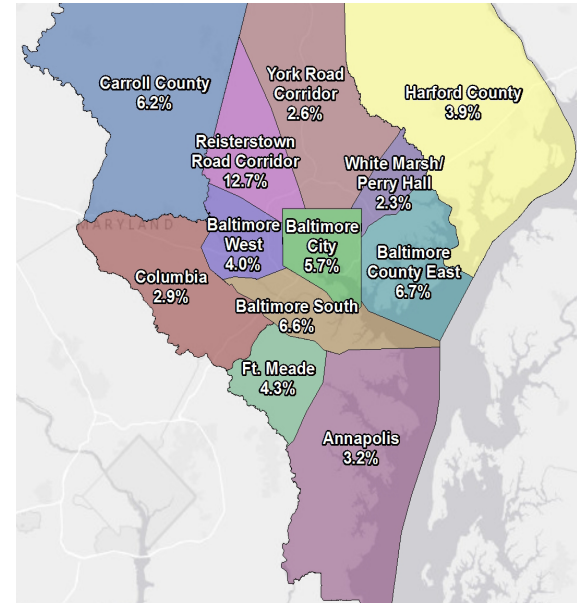 Carroll County
6.2%
York Road
Corridor
2.6%
Harford County
3.9%
Reisterstown
Road Corridor
12.7%
White Marsh/
Perry Hall
2.3%
MARYLAND
Baltimore
West
4.0%
Baltimore
City
5.7%
Baltimore
County East
6.7%
Columbia
2.9%
Baltimore South
6.6%
Ft. Meade
4.3%
Annapolis
3.2%